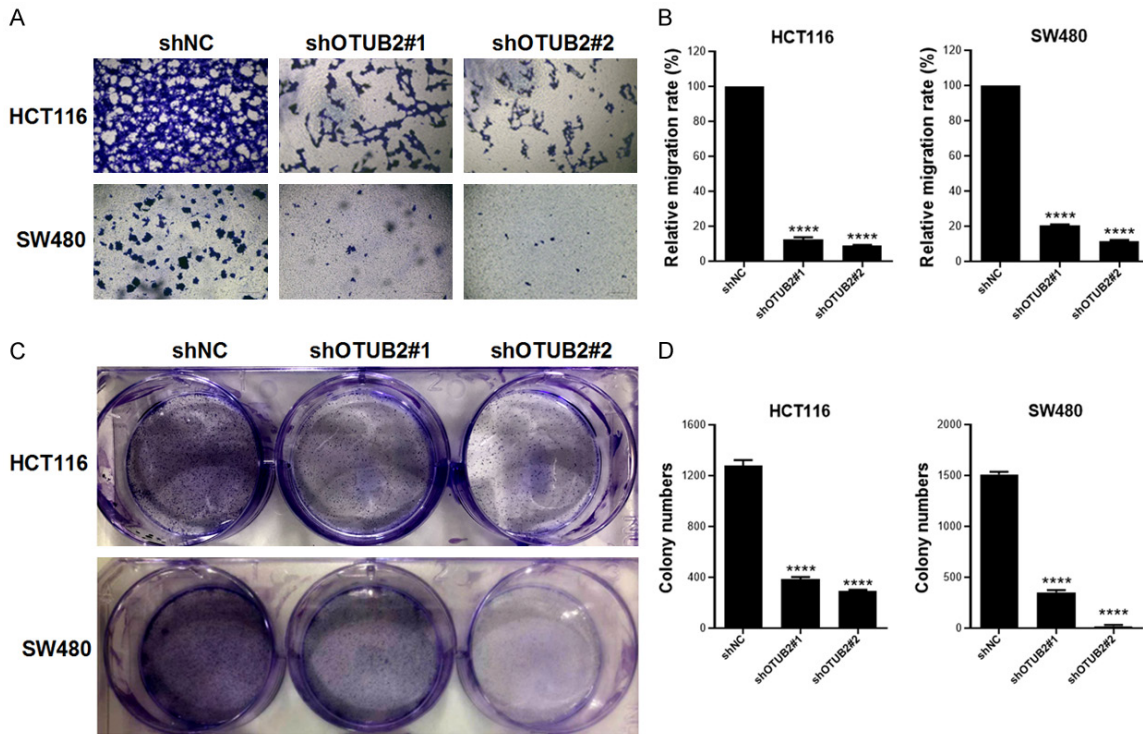 A
shNC shOTUB2#1 shOTUB2#2
HCT116
SW480
B
HCT116
Relative migration rate (%)
120
100
80
60
40
20
0
****
****
shNC
shOTUB2#1
shOTUB2#2
SW480
Relative migration rate (%)
120
100
80
60
40
20
0
****
****
shNC
shOTUB2#1
shOTUB2#2
C
shNC shOTUB2#1 shOTUB2#2
HCT116
SW480
D
HCT116
Colony numbers
1600
1200
800
400
0
****
****
shNC
shOTUB2#1
shOTUB2#2
SW480
Colony numbers
2000
1500
1000
500
0
****
****
shNC
shOTUB2#1
shOTUB2#2